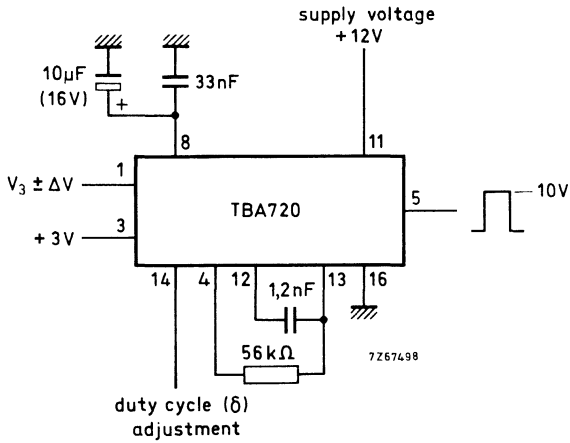 supply voltage
+12V
10µF
(16V)
+
33nF
8
11
1
V3 ± ΔV
5
10V
TBA720
3
+3V
14
4
12
13
16
1,2nF
56kΩ
7Z67498
duty cycle (δ)
adjustment